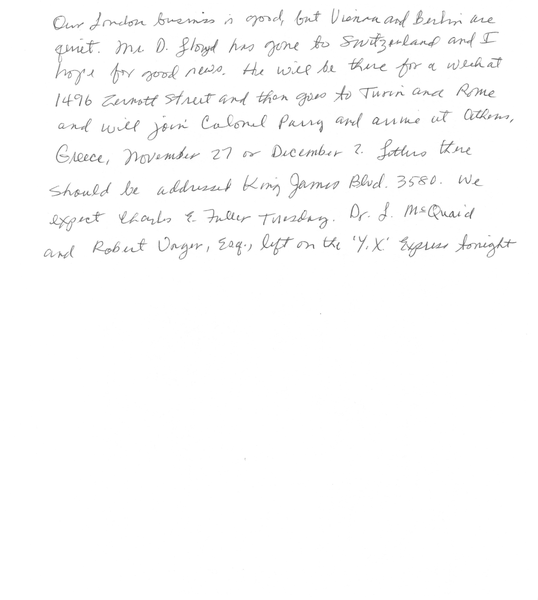 Our London business is good, but Vienna and Berlin are
quiet. Mr. D. Lloyd has gone to Switzerland and I
hope for good news. He will be there for a week at
1496 Zermott Street and then goes to Turin and Rome
and will join Colonel Parry and arrive at Athens,
Greece, November 27 or December 2. Letters there
should be addressed King James Blvd. 3580. We
expect Charls E. Fuller Tuesday. Dr. L. McQuaid
and Robert Unger, Esq., left on the 'Y.X.' Express tonight